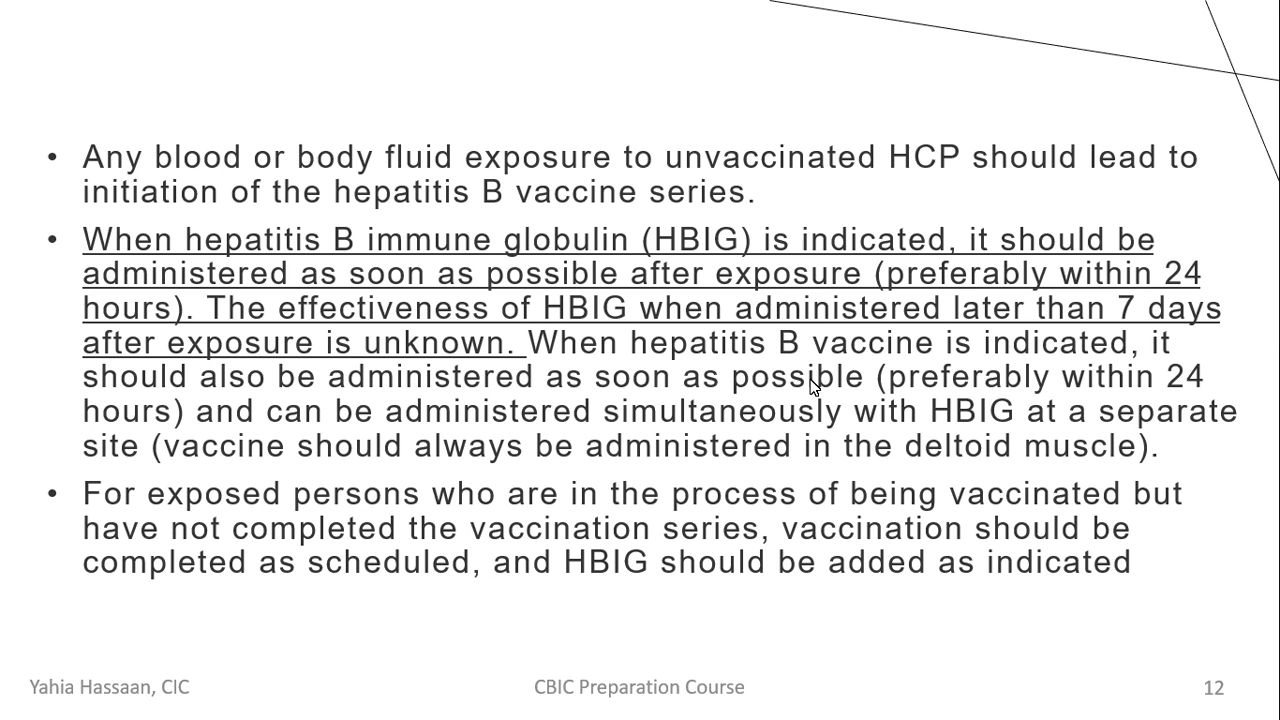 • Any blood or body fluid exposure to unvaccinated HCP should lead to
initiation of the hepatitis B vaccine series.
• When hepatitis B immune globulin (HBIG) is indicated, it should be
administered as soon as possible after exposure (preferably within 24
hours). The effectiveness of HBIG when administered later than 7 days
after exposure is unknown. When hepatitis B vaccine is indicated, it
should also be administered as soon as possible (preferably within 24
hours) and can be administered simultaneously with HBIG at a separate
site (vaccine should always be administered in the deltoid muscle).
• For exposed persons who are in the process of being vaccinated but
have not completed the vaccination series, vaccination should be
completed as scheduled, and HBIG should be added as indicated
Yahia Hassaan, CIC
CBIC Preparation Course
12